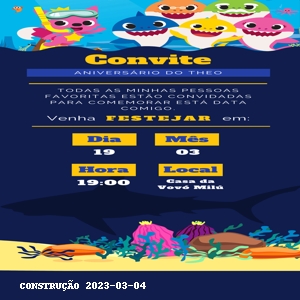 Convite
ANIVERSÁRIO DO THEO
TODAS AS MINHAS PESSOAS
FAVORITAS ESTÃO CONVIDADAS
PARA COMEMORAR ESTA DATA
COMIGO.
Venha FESTEJAR em:
Dia Mês
19 03
Hora Local
19:00 Casa da
Vovó Milú
CONSTRUÇÃO 2023-03-04